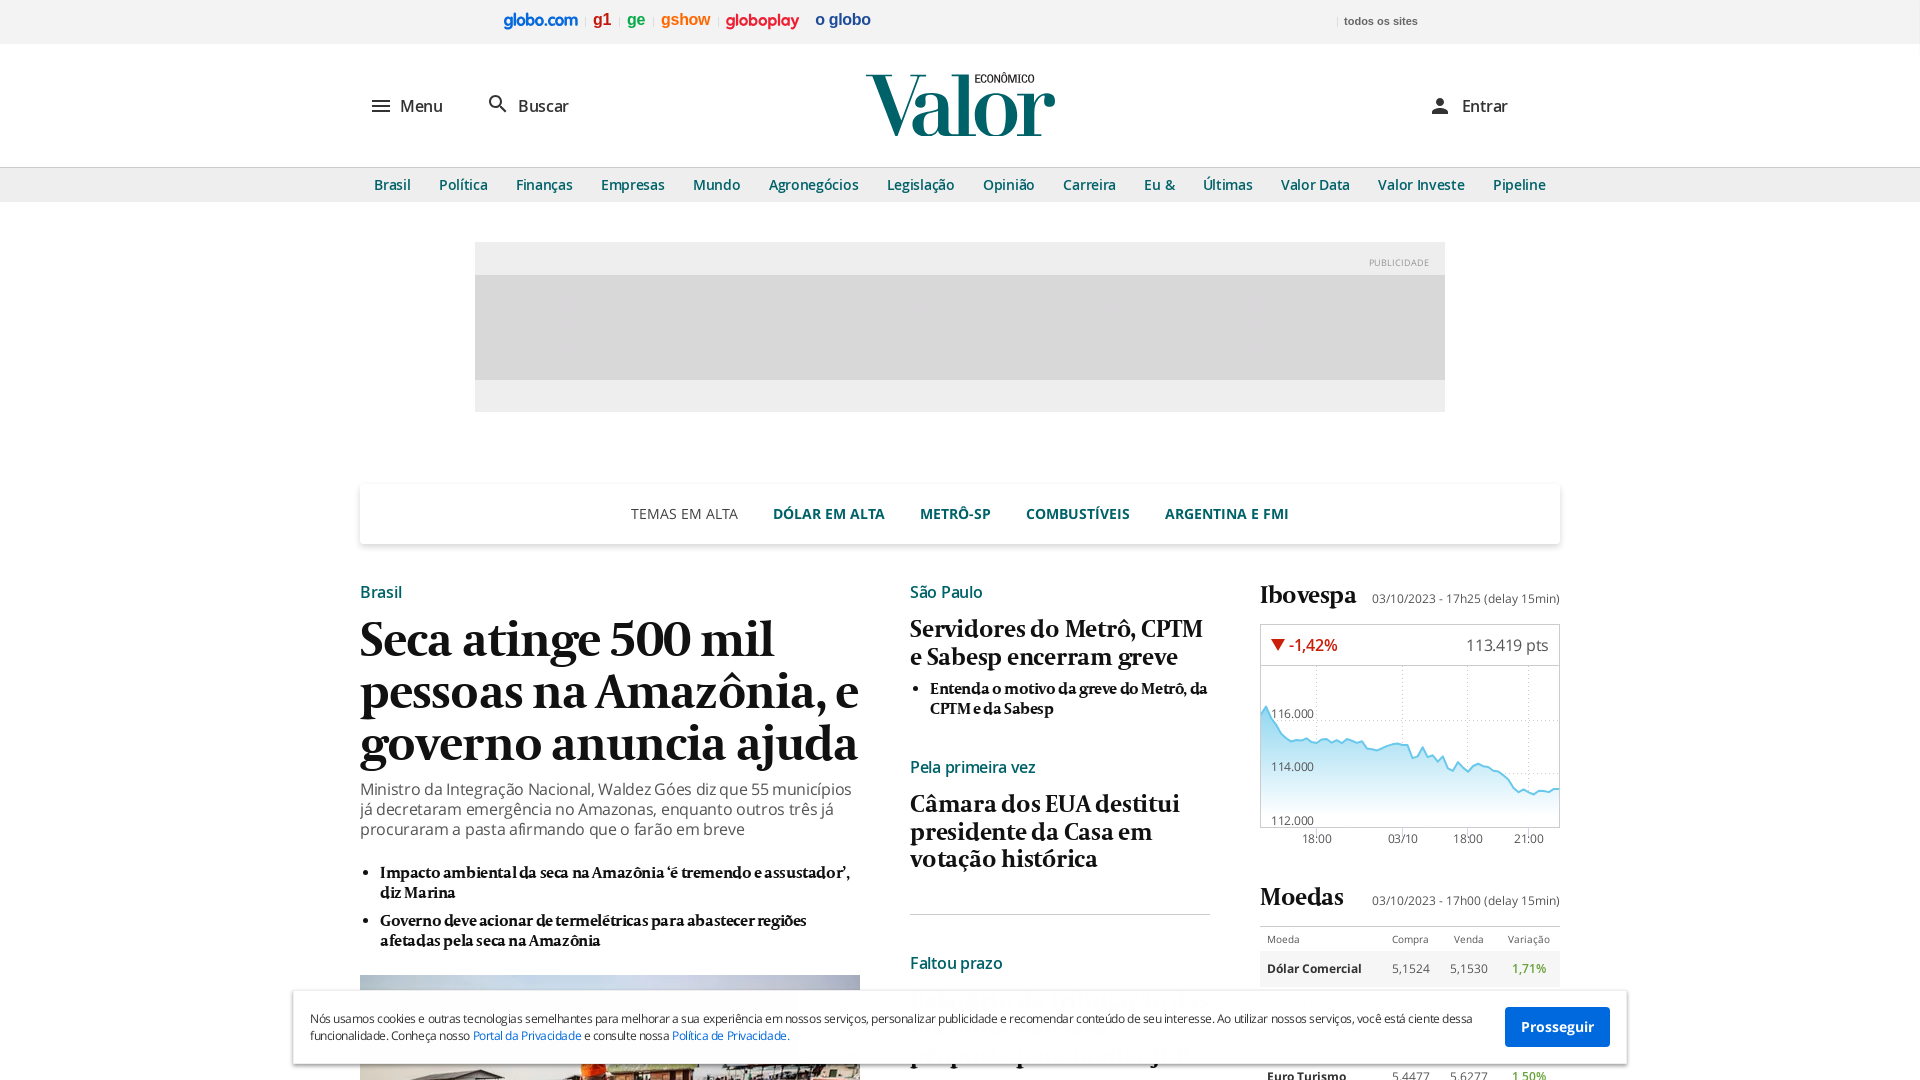 globo.com
g1
ge
gshow
globoplay
o globo
todos os sites
Menu
Buscar
Valor ECONÔMICO
Entrar
Brasil
Política
Finanças
Empresas
Mundo
Agronegócios
Legislação
Opinião
Carreira
Eu &
Últimas
Valor Data
Valor Investe
Pipeline
PUBLICIDADE
TEMAS EM ALTA
DÓLAR EM ALTA
METRÔ-SP
COMBUSTÍVEIS
ARGENTINA E FMI
Brasil
Seca atinge 500 mil
pessoas na Amazônia, e
governo anuncia ajuda
Ministro da Integração Nacional, Waldez Góes diz que 55 municípios
já decretaram emergência no Amazonas, enquanto outros três já
procuraram a pasta afirmando que o farão em breve
Impacto ambiental da seca na Amazônia ‘é tremendo e assustador’,
diz Marina
Governo deve acionar de termelétricas para abastecer regiões
afetadas pela seca na Amazônia
São Paulo
Servidores do Metrô, CPTM
e Sabesp encerram greve
Entenda o motivo da greve do Metrô, da
CPTM e da Sabesp
Pela primeira vez
Câmara dos EUA destitui
presidente da Casa em
votação histórica
Faltou prazo
Ibovespa
03/10/2023 - 17h25 (delay 15min)
-1,42%
113.419 pts
116.000
114.000
112.000
18:00
03/10
18:00
21:00
Moedas
03/10/2023 - 17h00 (delay 15min)
Moeda Compra Venda Variação
Dólar Comercial 5,1524 5,1530 1,71%
Euro Turismo 5,4477 5,6277 1,50%
Nós usamos cookies e outras tecnologias semelhantes para melhorar a sua experiência em nossos serviços, personalizar publicidade e recomendar conteúdo de seu interesse. Ao utilizar nossos serviços, você está ciente dessa
funcionalidade. Conheça nosso Portal da Privacidade e consulte nossa Política de Privacidade.
Prosseguir